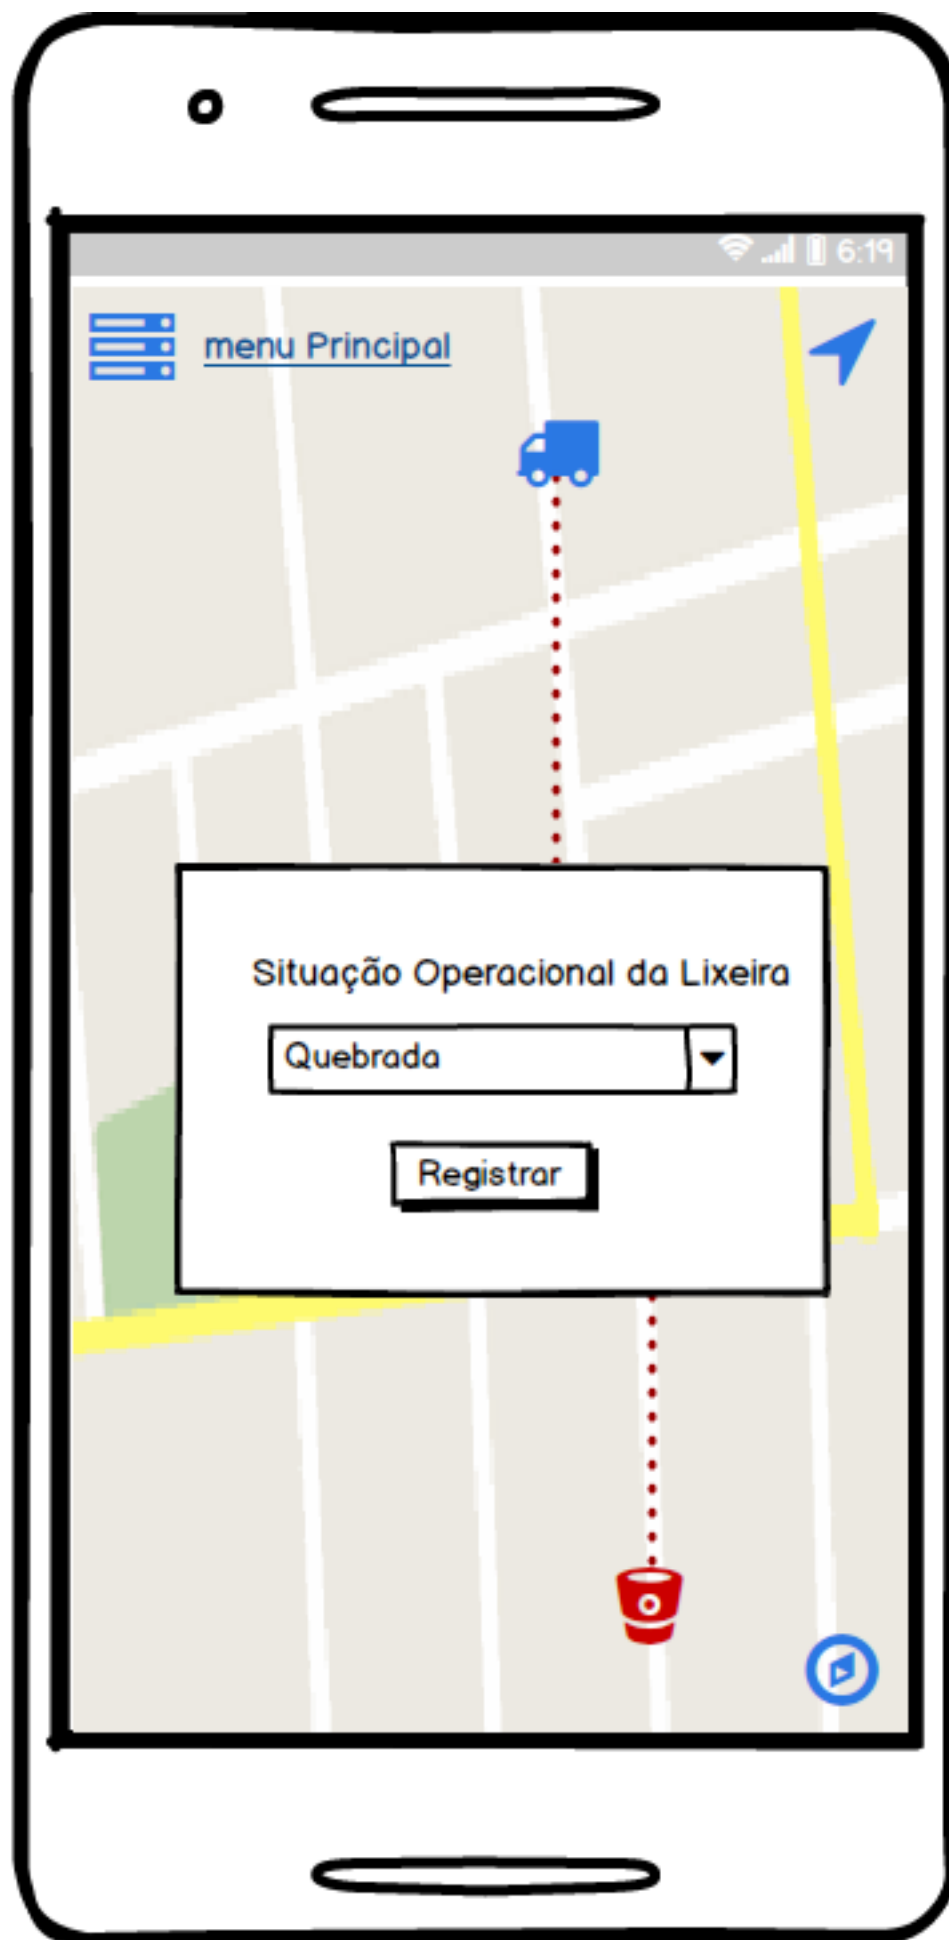 6:19
menu Principal
Situação Operacional da Lixeira
Quebrada
Registrar